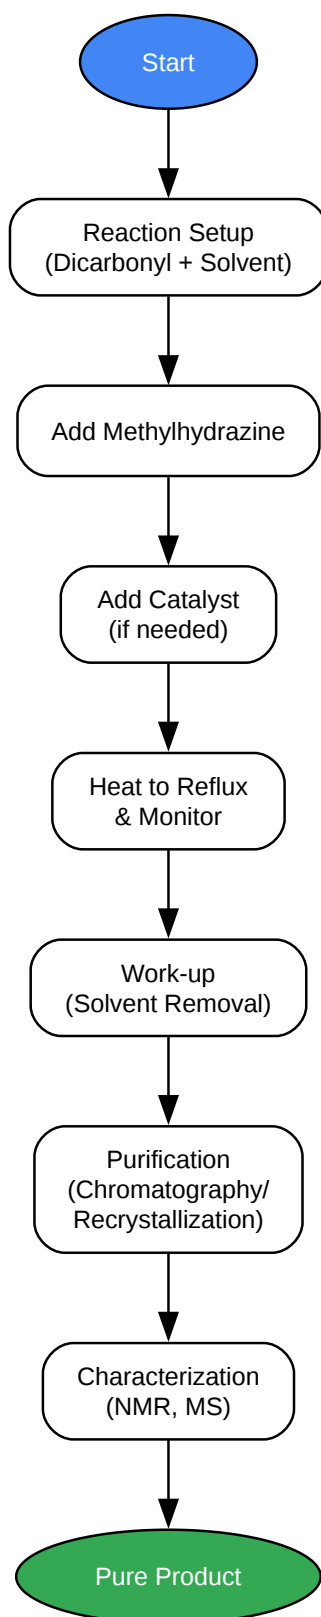 Start
Reaction Setup
(Dicarbonyl + Solvent)
Add Methylhydrazine
Add Catalyst
(if needed)
Heat to Reflux
& Monitor
Work-up
(Solvent Removal)
Purification
(Chromatography/
Recrystallization)
Characterization
(NMR, MS)
Pure Product